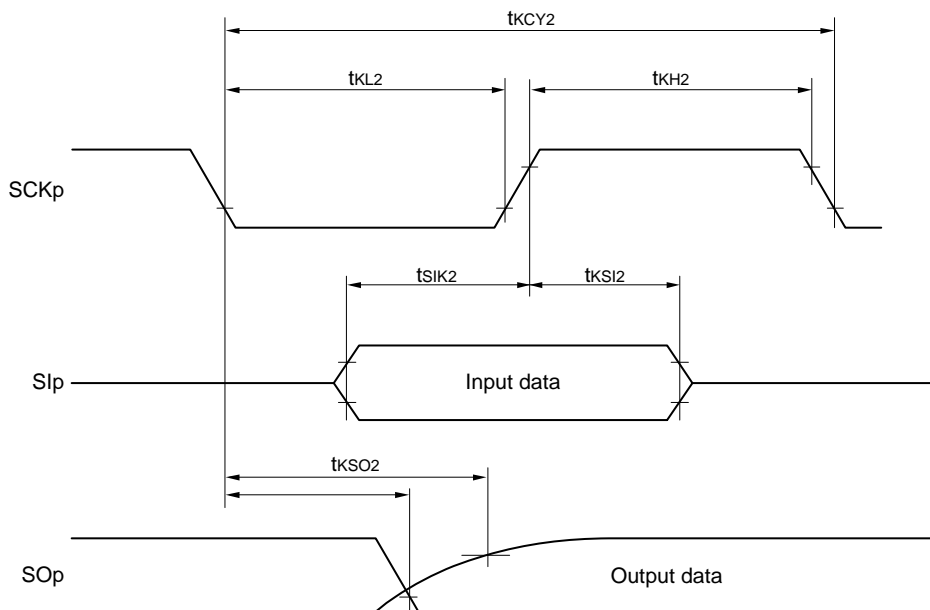 tKCY2
tKL2 tKH2
SCKp
tSIK2 tKSI2
SIp Input data
tKSO2
SOp Output data